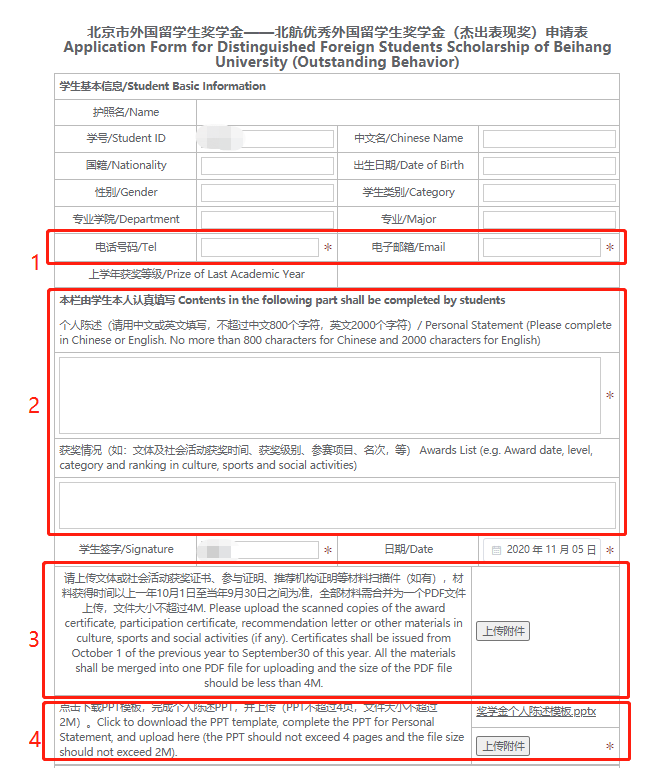 北京市外国留学生奖学金——北航优秀外国留学生奖学金（杰出表现奖）申请表
Application Form for Distinguished Foreign Students Scholarship of Beihang
University (Outstanding Behavior)
学生基本信息/Student Basic Information
护照名/Name
学号/Student ID 中文名/Chinese Name
国籍/Nationality 出生日期/Date of Birth
性别/Gender 学生类别/Category
专业学院/Department 专业/Major
1 电话号码/Tel * 电子邮箱/Email *
上学年获奖等级/Prize of Last Academic Year
本栏由学生本人认真填写 Contents in the following part shall be completed by students
个人陈述（请用中文或英文填写，不超过中文800个字符，英文2000个字符）/ Personal Statement (Please complete
in Chinese or English. No more than 800 characters for Chinese and 2000 characters for English)
2 *
获奖情况（如：文体及社会活动获奖时间、获奖级别、参赛项目、名次，等） Awards List (e.g. Award date, level,
category and ranking in culture, sports and social activities)
学生签字/Signature * 日期/Date 2020 年 11 月 05 日 *
请上传文体或社会活动获奖证书、参与证明、推荐机构证明等材料扫描件（如有），材
料获得时间以上一年10月1日至当年9月30日之间为准，全部材料需合并为一个PDF文件
上传，文件大小不超过4M. Please upload the scanned copies of the award
certificate, participation certificate, recommendation letter or other materials in
culture, sports and social activities (if any). Certificates shall be issued from
October 1 of the previous year to September30 of this year. All the materials
shall be merged into one PDF file for uploading and the size of the PDF file
should be less than 4M.
3 上传附件
点击下载PPT模板，完成个人陈述PPT，并上传（PPT不超过4页，文件大小不超过
2M）。Click to download the PPT template, complete the PPT for Personal
Statement, and upload here (the PPT should not exceed 4 pages and the file size
should not exceed 2M).
4 奖学金个人陈述模板.pptx
上传附件 *